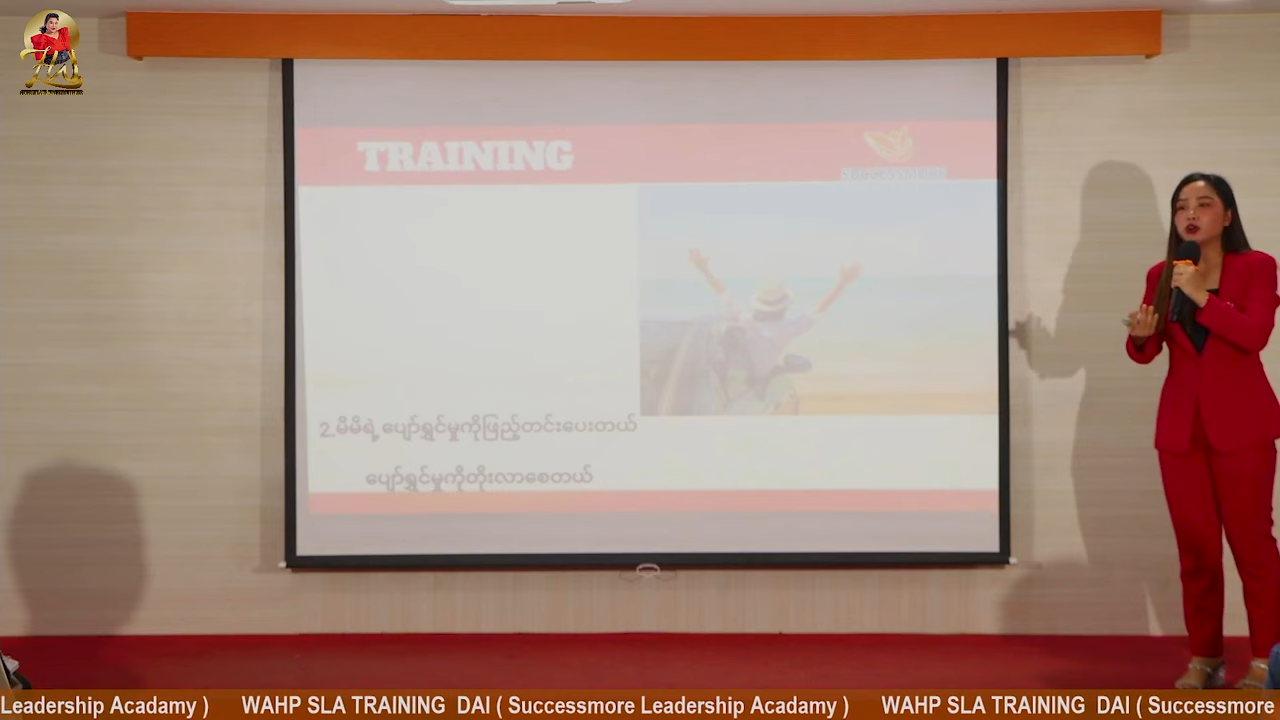 TRAINING
SUCCESSMORE
2.မိမိရဲ့ ပျော်ရွှင်မှုကိုဖြည့်တင်းပေးတယ်
ပျော်ရွှင်မှုကိုတိုးလာစေတယ်
Leadership Acadamy ) WAHP SLA TRAINING DAI ( Successmore Leadership Acadamy ) WAHP SLA TRAINING DAI ( Successmore